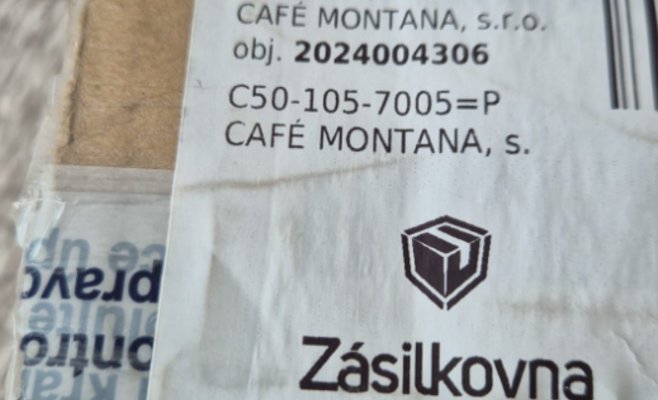 CAFÉ MONTANA, s.r.o.
obj. 2024004306
C50-105-7005=P
CAFÉ MONTANA, s.
Zásilkovna